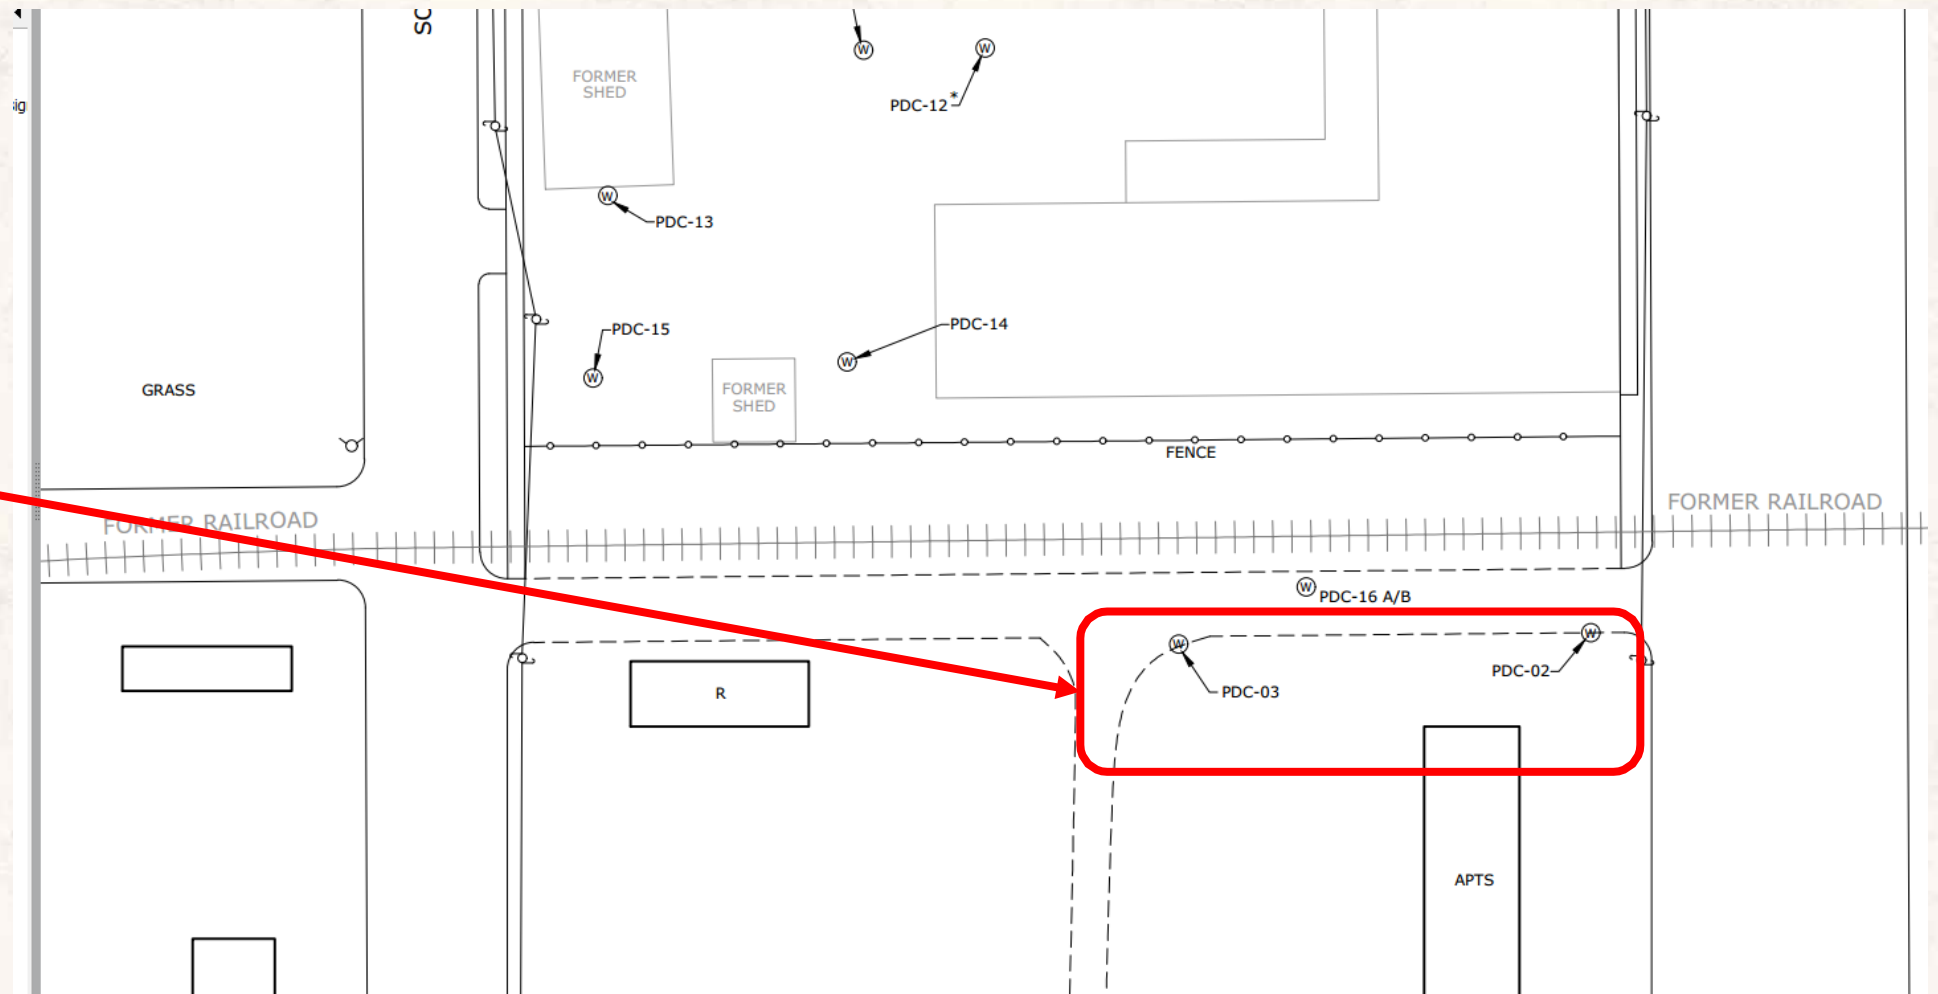 SC
sig
FORMER
SHED
W
W
PDC-12*
W
PDC-13
PDC-15
PDC-14
W
W
GRASS
FORMER
SHED
FENCE
FORMER RAILROAD
FORMER RAILROAD
W
PDC-16 A/B
W
W
PDC-02
PDC-03
R
APTS